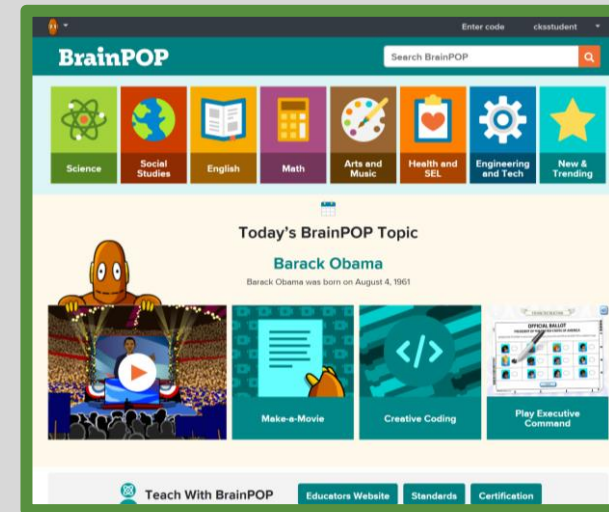 Enter code cksstudent
BrainPOP
Search BrainPOP
Science
Social
Studies
English
Math
Arts and
Music
Health and
SEL
Engineering
and Tech
New &
Trending
Today's BrainPOP Topic
Barack Obama
Barack Obama was born on August 4, 1961
OFFICIAL BALLOT
Make-a-Movie
Creative Coding
Play Executive
Command
Teach With BrainPOP
Educators Website
Standards
Certification